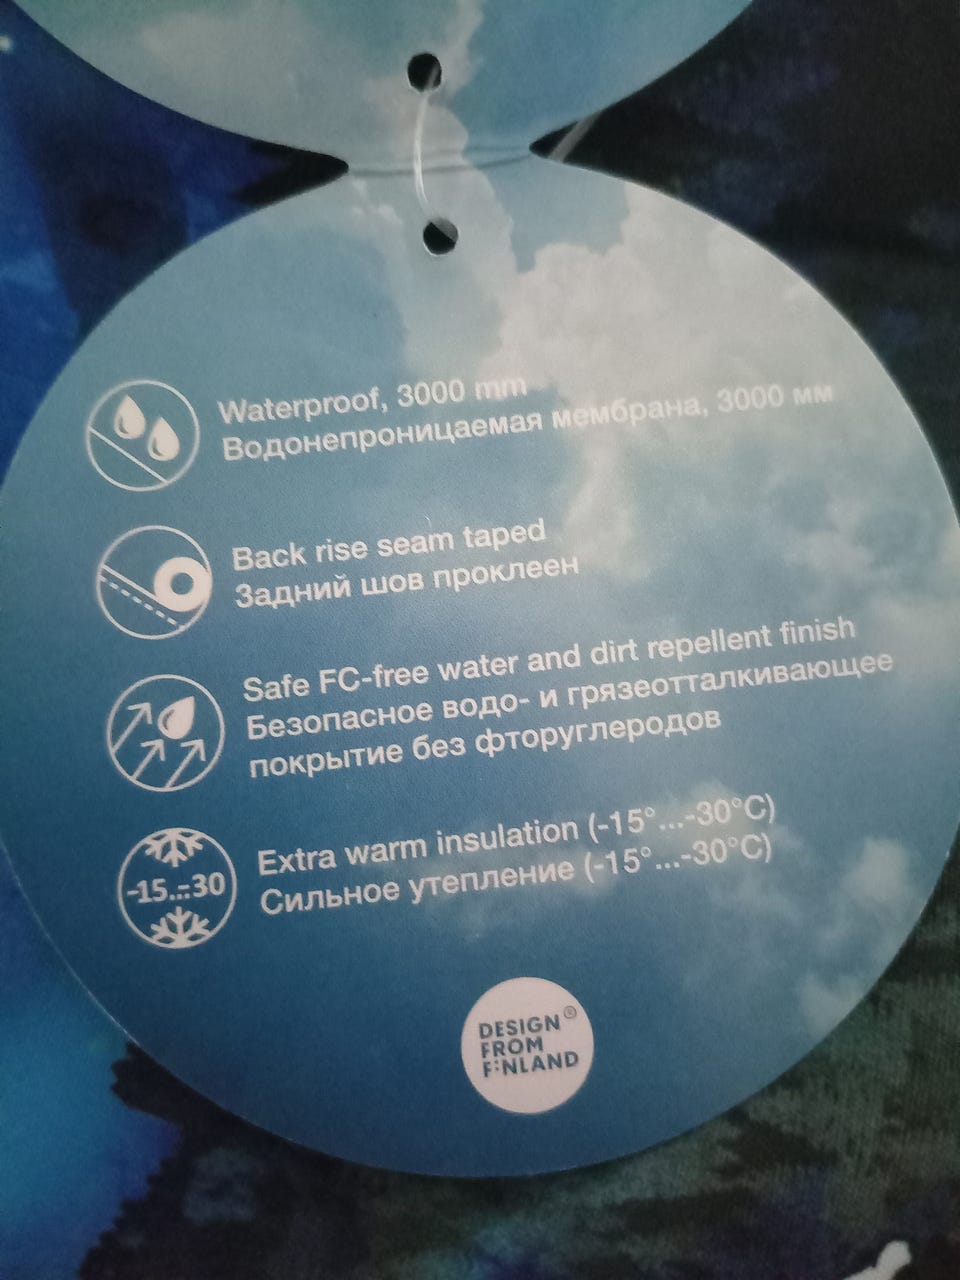 Waterproof, 3000 mm
Водонепроницаемая мембрана, 3000 мм
Back rise seam taped
Задний шов проклеен
Safe FC-free water and dirt repellent finish
Безопасное водо- и грязеотталкивающее
покрытие без фторуглеродов
-15...-30
Extra warm insulation (-15°...-30°C)
Сильное утепление (-15°...-30°C)
DESIGN®
FROM
FINLAND